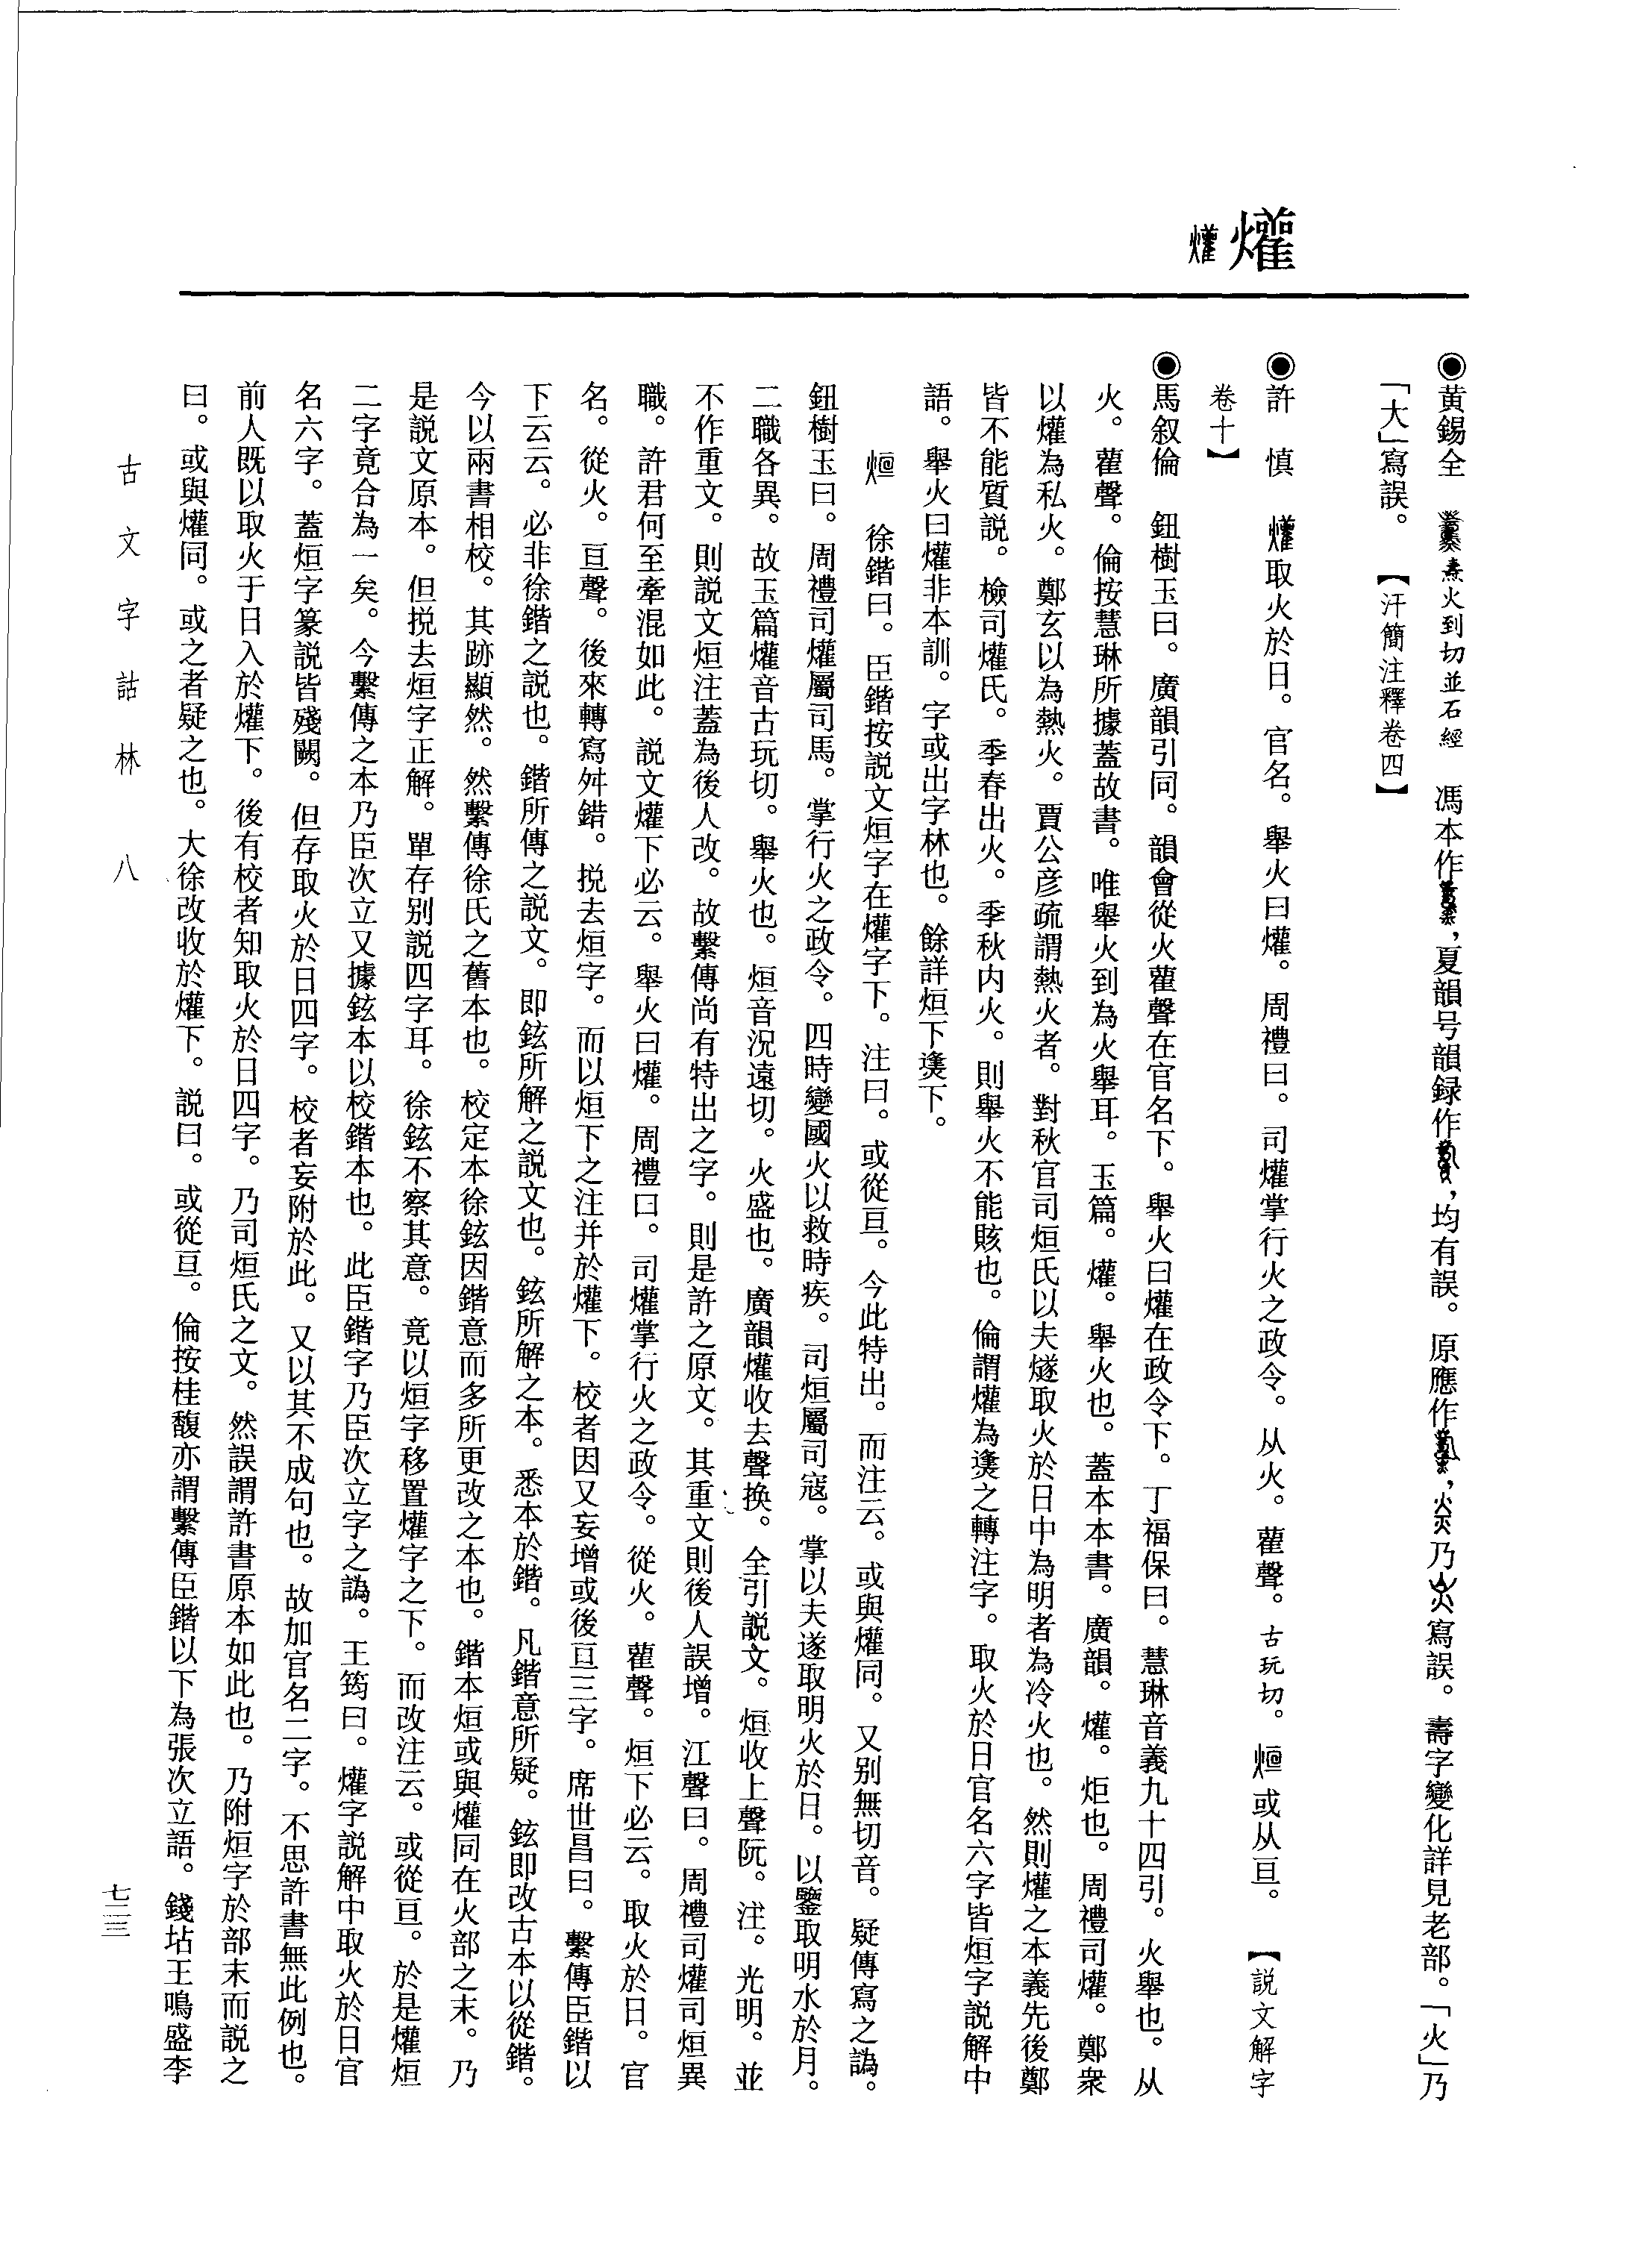 爟
◉黃錫全 燾火到切並石經 馮本作,夏韻号韻録作,均有誤。原應作,乃寫誤。壽字變化詳見老部。「火」乃
「大」寫誤。 【汗簡注釋卷四】
◉許 慎 爟取火於日。官名。舉火曰爟。周禮曰。司爟掌行火之政令。从火。雚聲。古玩切。烜或从亘。 【説文解字
卷十】
◉馬叙倫 鈕樹玉曰。廣韻引同。韻會從火雚聲在官名下。舉火曰爟在政令下。丁福保曰。慧琳音義九十四引。火舉也。从
火。雚聲。倫按慧琳所據蓋故書。唯舉火到為火舉耳。玉篇。爟。舉火也。蓋本本書。廣韻。爟。炬也。周禮司爟。鄭衆
以爟為私火。鄭玄以為熱火。賈公彦疏謂熱火者。對秋官司烜氏以夫燧取火於日中為明者為冷火也。然則爟之本義先後鄭
皆不能質説。檢司爟氏。季春出火。季秋内火。則舉火不能賅也。倫謂爟為㷭之轉注字。取火於日官名六字皆烜字説解中
語。舉火曰爟非本訓。字或出字林也。餘詳烜下㷭下。
烜 徐鍇曰。臣鍇按説文烜字在爟字下。注曰。或從亘。今此特出。而注云。或與爟同。又别無切音。疑傳寫之譌。
鈕樹玉曰。周禮司爟屬司馬。掌行火之政令。四時變國火以救時疾。司烜屬司寇。掌以夫遂取明火於日。以鑒取明水於月。
二職各異。故玉篇爟音古玩切。舉火也。烜音況遠切。火盛也。廣韻爟收去聲换。全引説文。烜收上聲阮。注。光明。並
不作重文。則説文烜注蓋為後人改。故繫傳尚有特出之字。則是許之原文。其重文則後人誤增。江聲曰。周禮司爟司烜異
職。許君何至牽混如此。説文爟下必云。舉火曰爟。周禮曰。司爟掌行火之政令。從火。雚聲。烜下必云。取火於日。官
名。從火。亘聲。後來轉寫舛錯。挩去烜字。而以烜下之注并於爟下。校者因又妄增或後亘三字。席世昌曰。繫傳臣鍇以
下云云。必非徐鍇之説也。鍇所傳之説文。即鉉所解之説文也。鉉所解之本。悉本於鍇。凡鍇意所疑。鉉即改古本以從鍇。
今以兩書相校。其跡顯然。然繫傳徐氏之舊本也。校定本徐鉉因鍇意而多所更改之本也。鍇本烜或與爟同在火部之末。乃
是説文原本。但挩去烜字正解。單存别説四字耳。徐鉉不察其意。竟以烜字移置爟字之下。而改注云。或從亘。於是爟烜
二字竟合為一矣。今繫傳之本乃臣次立又據鉉本以校鍇本也。此臣鍇字乃臣次立字之譌。王筠曰。爟字説解中取火於日官
名六字。蓋烜字篆説皆殘闕。但存取火於日四字。校者妄附於此。又以其不成句也。故加官名二字。不思許書無此例也。
前人既以取火于日入於爟下。後有校者知取火於日四字。乃司烜氏之文。然誤謂許書原本如此也。乃附烜字於部末而説之
曰。或與爟同。或之者疑之也。大徐改收於爟下。説曰。或從亘。倫按桂馥亦謂繫傳臣鍇以下為張次立語。錢坫王鳴盛李
古文字詁林 八
七三三